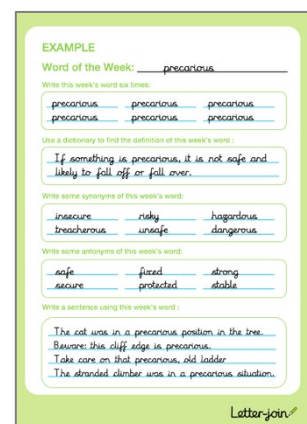 EXAMPLE
Word of the Week: precarious
Write this week's word six times:
precarious precarious precarious
precarious precarious precarious
Use a dictionary to find the definition of this week's word :
If something is precarious, it is not safe and
likely to fall off or fall over.
Write some synonyms of this week's word:
insecure risky hazardous
treacherous unsafe dangerous
Write some antonyms of this week's word:
safe fixed strong
secure protected stable
Write a sentence using this week's word :
The cat was in a precarious position in the tree.
Beware: this cliff edge is precarious.
Take care on that precarious, old ladder
The stranded climber was in a precarious situation.
Letter-join